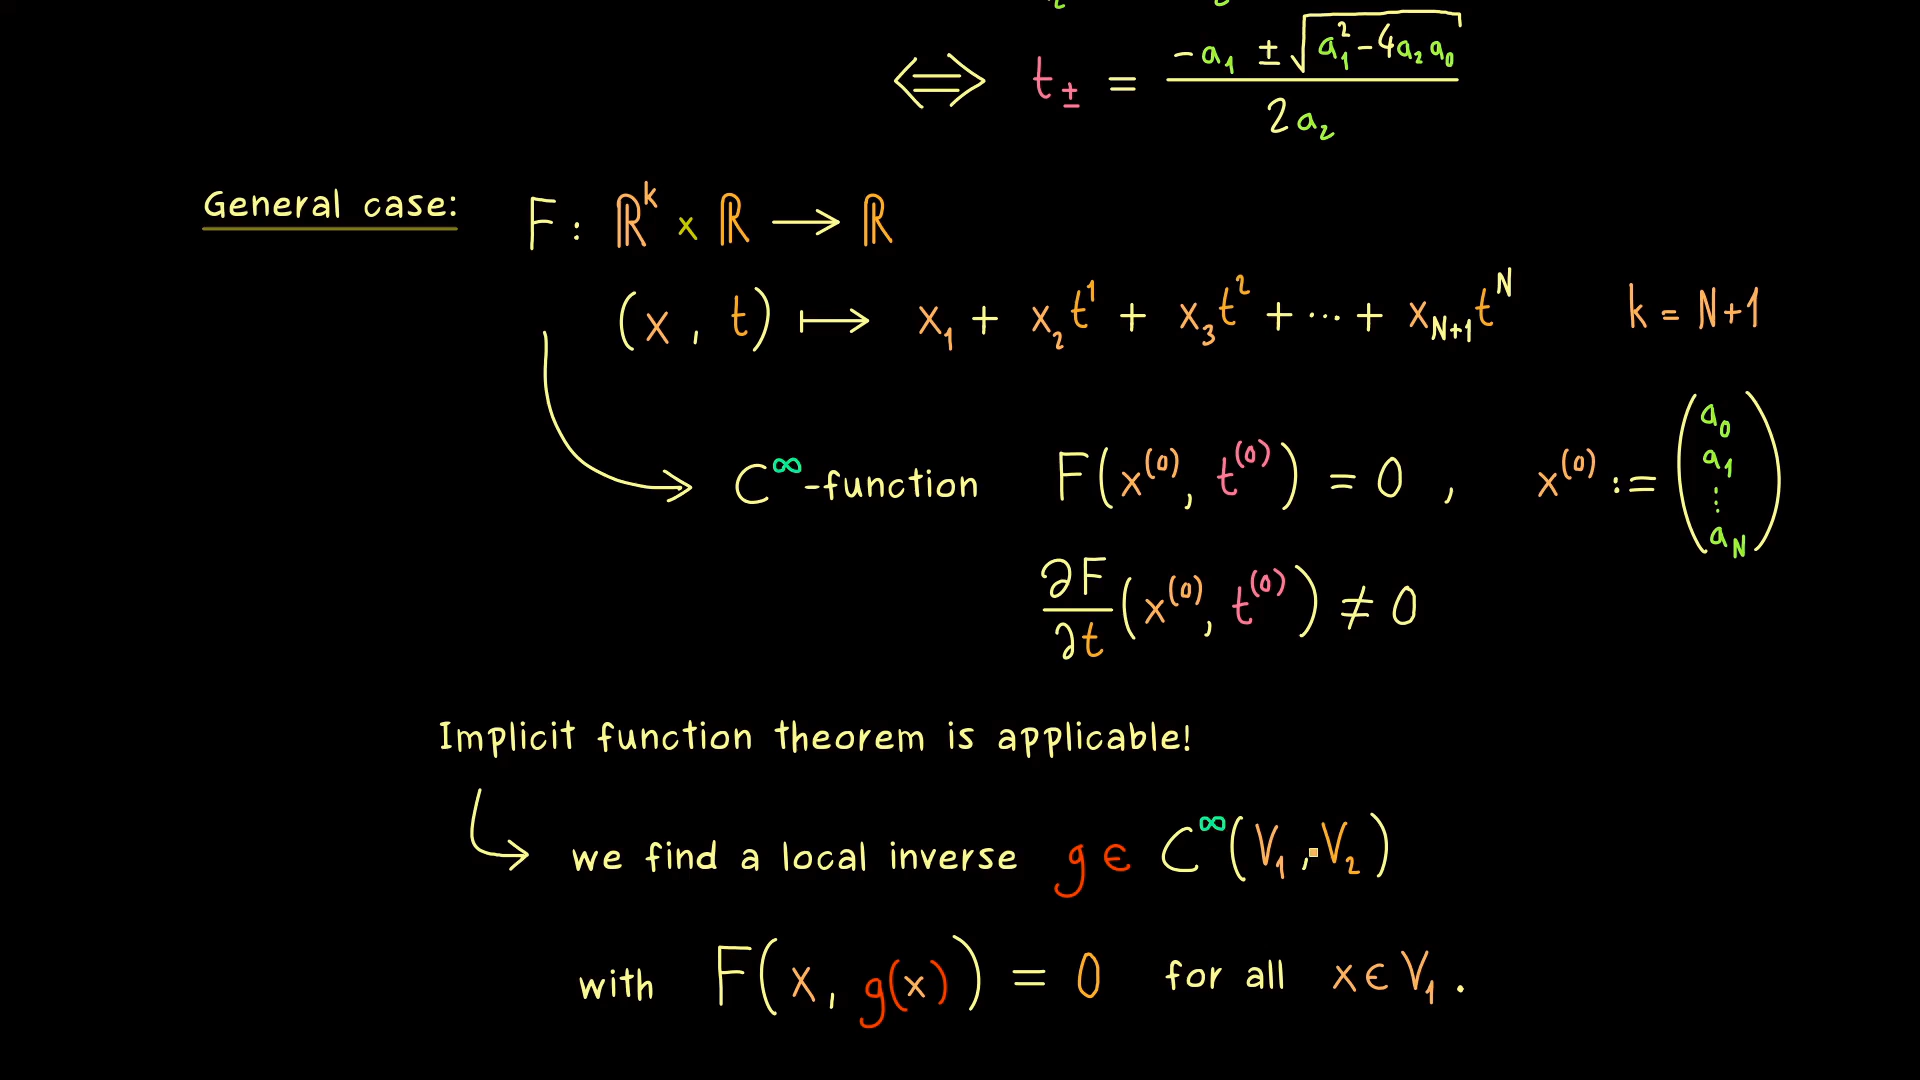 ⟺ t± = (-a₁ ± √(a₁² - 4a₂a₀)) / 2a₂
General case: F: ℝᵏ × ℝ ⟶ ℝ
(x, t) ⟼ x₁ + x₂t¹ + x₃t² + ⋯ + x_{N+1}t^N k = N+1
C^∞-function F(x⁽⁰⁾, t⁽⁰⁾) = 0 , x⁽⁰⁾ := (a₀ a₁ ⋮ a_N)
∂F/∂t (x⁽⁰⁾, t⁽⁰⁾) ≠ 0
Implicit function theorem is applicable!
we find a local inverse g ∈ C^∞(V₁, V₂)
with F(x, g(x)) = 0 for all x ∈ V₁.